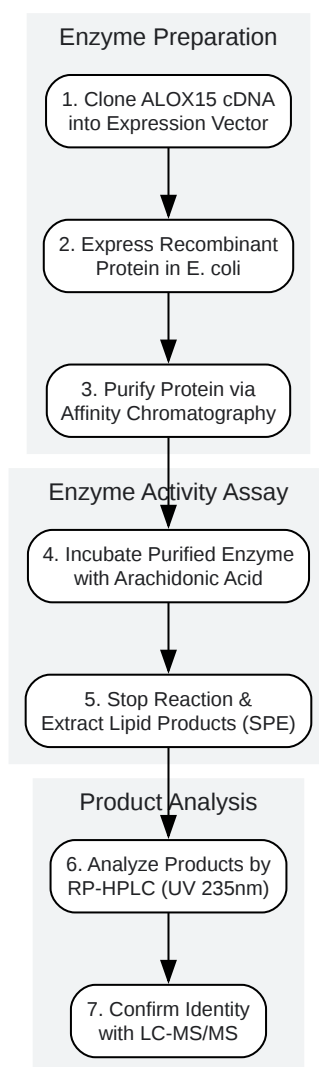 Enzyme Preparation
1. Clone ALOX15 cDNA
into Expression Vector
2. Express Recombinant
Protein in E. coli
3. Purify Protein via
Affinity Chromatography
Enzyme Activity Assay
4. Incubate Purified Enzyme
with Arachidonic Acid
5. Stop Reaction &
Extract Lipid Products (SPE)
Product Analysis
6. Analyze Products by
RP-HPLC (UV 235nm)
7. Confirm Identity
with LC-MS/MS